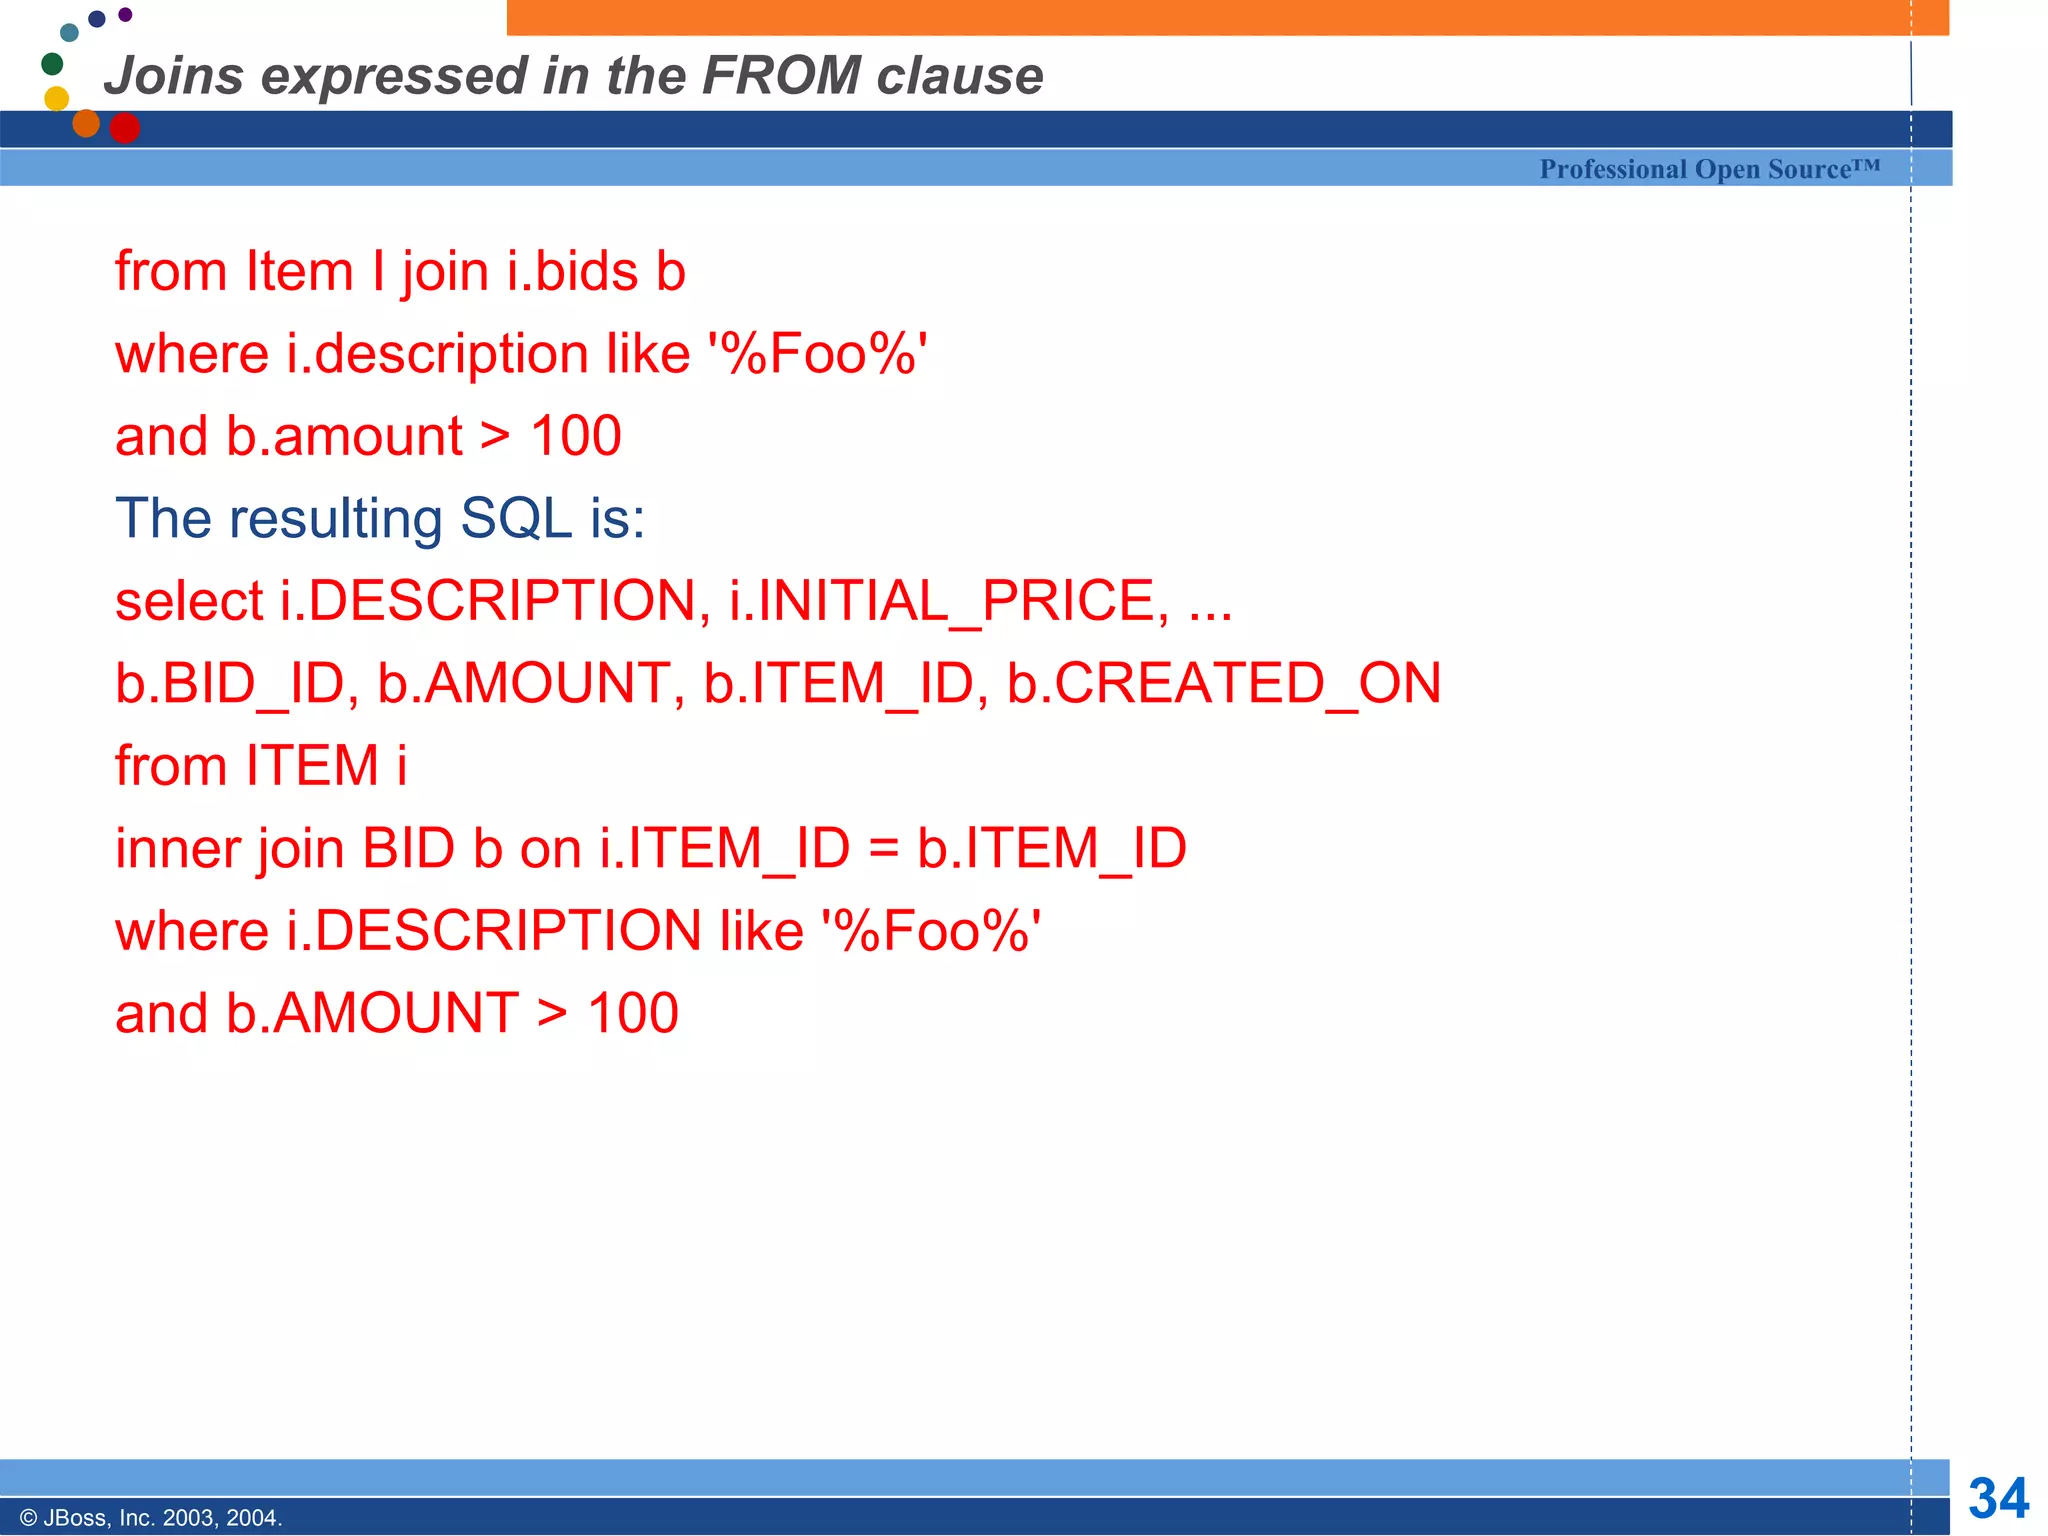 Joins expressed in the FROM clause
Professional Open Source™
from Item I join i.bids b
where i.description like '%Foo%'
and b.amount > 100
The resulting SQL is:
select i.DESCRIPTION, i.INITIAL_PRICE, ...
b.BID_ID, b.AMOUNT, b.ITEM_ID, b.CREATED_ON
from ITEM i
inner join BID b on i.ITEM_ID = b.ITEM_ID
where i.DESCRIPTION like '%Foo%'
and b.AMOUNT > 100
© JBoss, Inc. 2003, 2004.
34